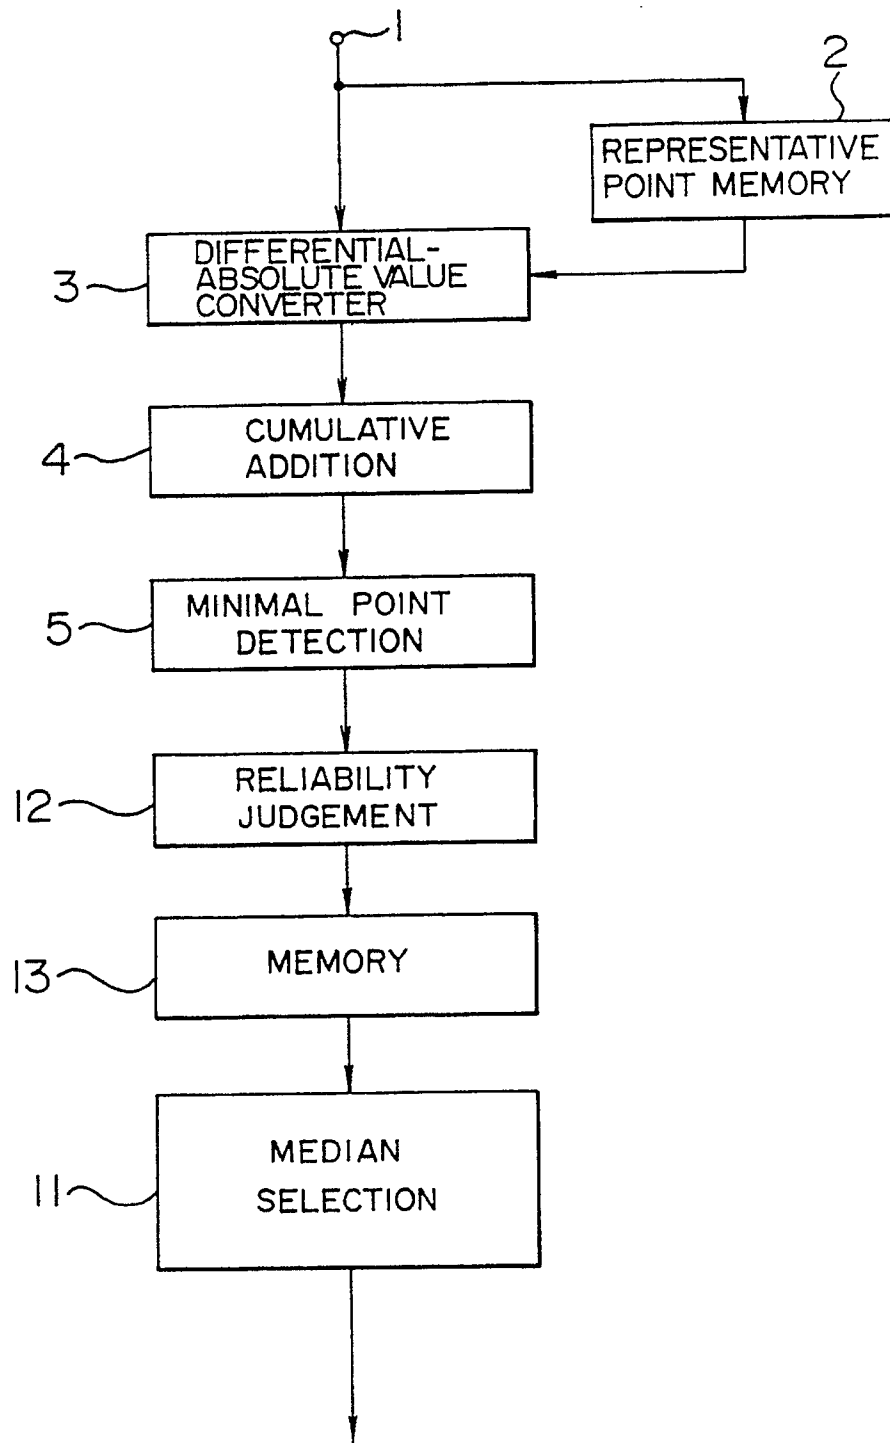 1
2
REPRESENTATIVE
POINT MEMORY
3
DIFFERENTIAL-
ABSOLUTE VALUE
CONVERTER
4
CUMULATIVE
ADDITION
5
MINIMAL POINT
DETECTION
12
RELIABILITY
JUDGEMENT
13
MEMORY
11
MEDIAN
SELECTION